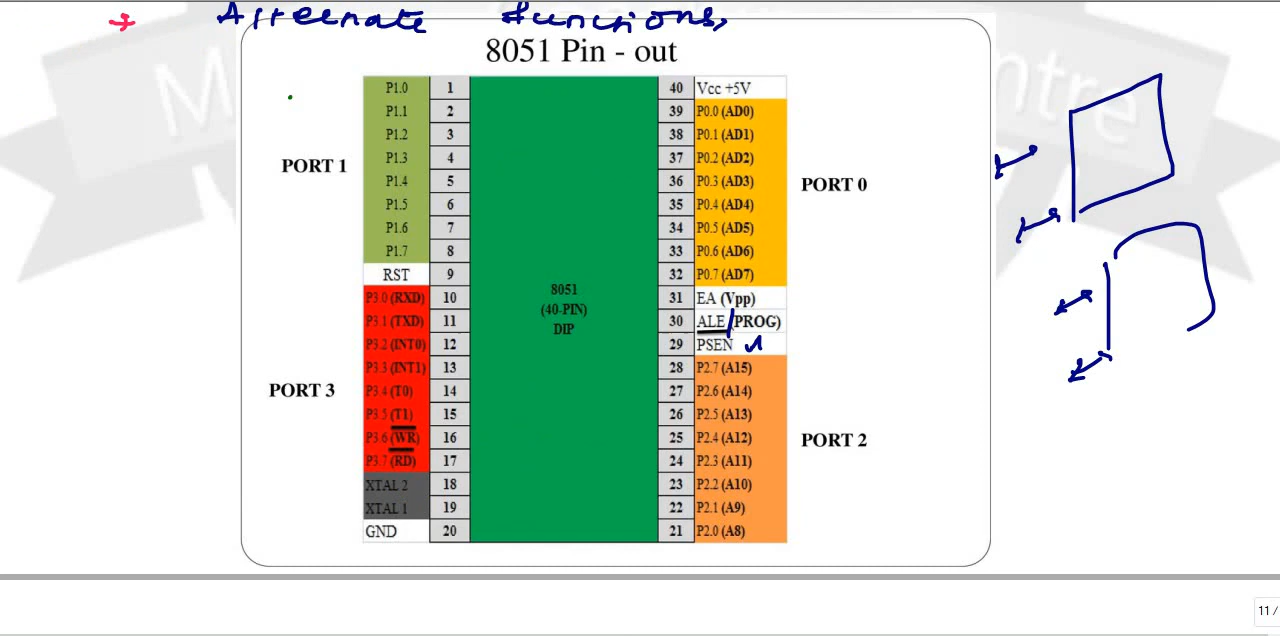 Alternate functions,
8051 Pin - out
P1.0 1 40 Vcc +5V
P1.1 2 39 P0.0 (AD0)
P1.2 3 38 P0.1 (AD1)
P1.3 4 37 P0.2 (AD2)
PORT 1
P1.4 5 36 P0.3 (AD3)
PORT 0
P1.5 6 35 P0.4 (AD4)
P1.6 7 34 P0.5 (AD5)
P1.7 8 33 P0.6 (AD6)
RST 9 32 P0.7 (AD7)
P3.0 (RXD) 10 31 EA (Vpp)
8051
(40-PIN)
DIP
P3.1 (TXD) 11 30 ALE/(PROG)
P3.2 (INT0) 12 29 PSEN
P3.3 (INT1) 13 28 P2.7 (A15)
PORT 3
P3.4 (T0) 14 27 P2.6 (A14)
P3.5 (T1) 15 26 P2.5 (A13)
P3.6 (WR) 16 25 P2.4 (A12)
PORT 2
P3.7 (RD) 17 24 P2.3 (A11)
XTAL 2 18 23 P2.2 (A10)
XTAL 1 19 22 P2.1 (A9)
GND 20 21 P2.0 (A8)
11 /